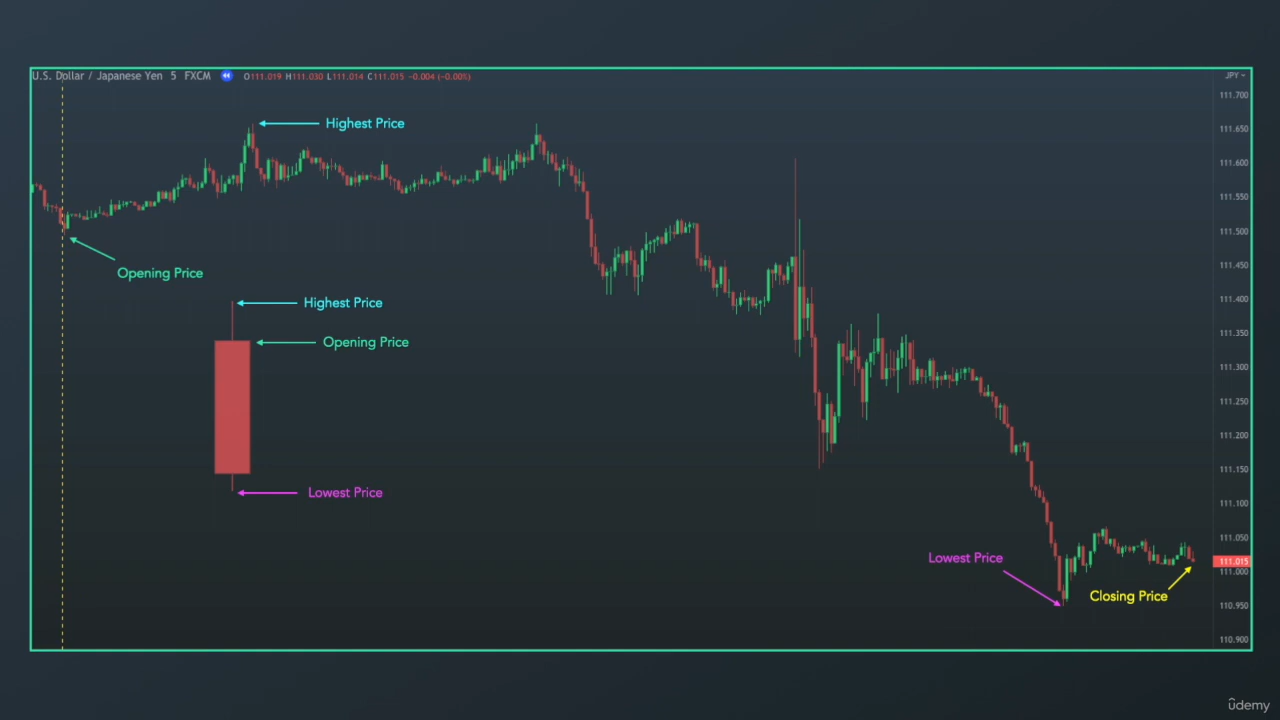 U.S. Dollar / Japanese Yen 5 FXCM O111.019 H111.030 L111.014 C111.015 -0.004 (-0.00%)
JPY
111.700
Highest Price
111.650
111.600
111.550
111.500
111.450
Opening Price
Highest Price
111.400
111.350
Opening Price
111.300
111.250
111.200
111.150
Lowest Price
111.100
111.050
Lowest Price
111.015
111.000
Closing Price
110.950
110.900
udemy